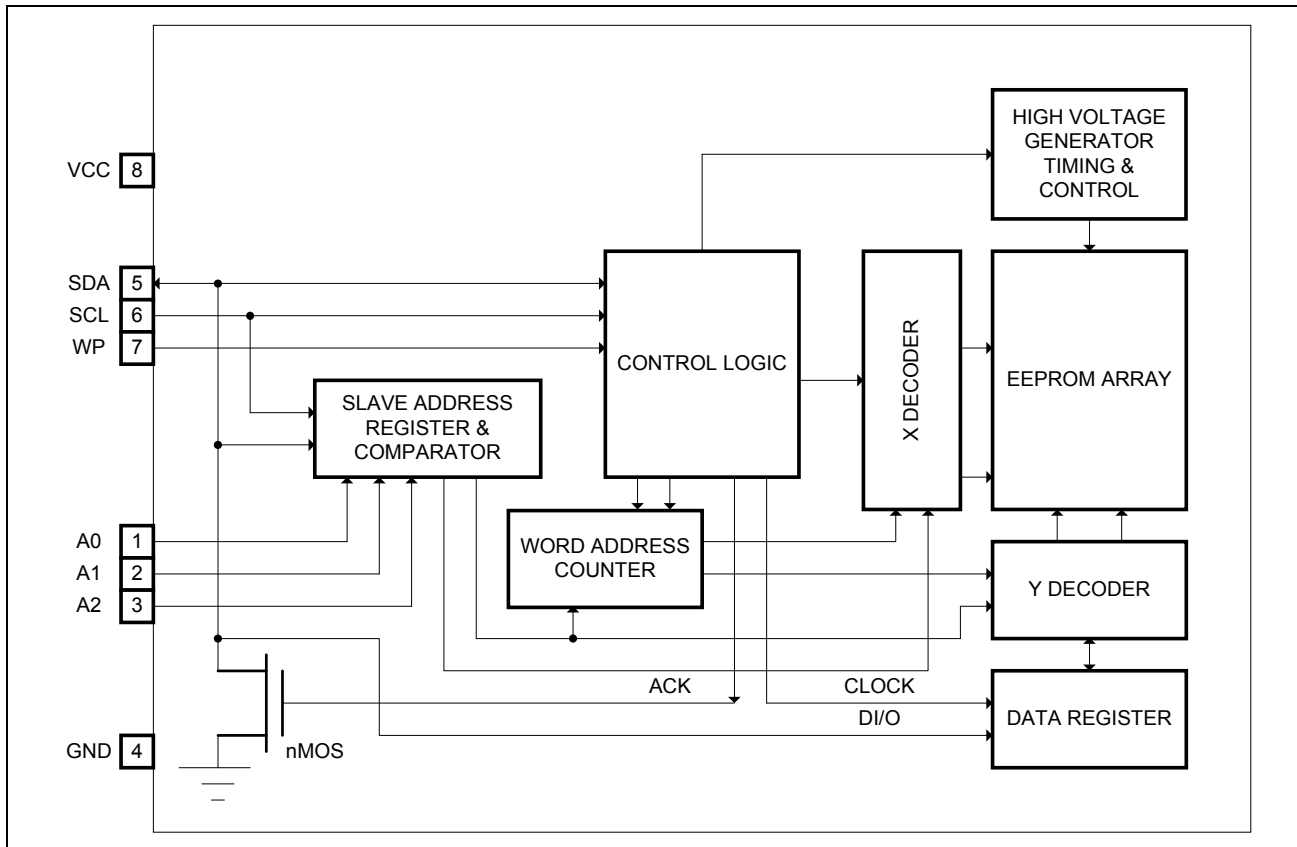 HIGH VOLTAGE
GENERATOR
TIMING &
CONTROL
VCC 8
SDA 5
SCL 6
WP 7
CONTROL LOGIC
X DECODER
EEPROM ARRAY
SLAVE ADDRESS
REGISTER &
COMPARATOR
A0 1
A1 2
A2 3
WORD ADDRESS
COUNTER
Y DECODER
ACK
CLOCK
DI/O
DATA REGISTER
GND 4
nMOS